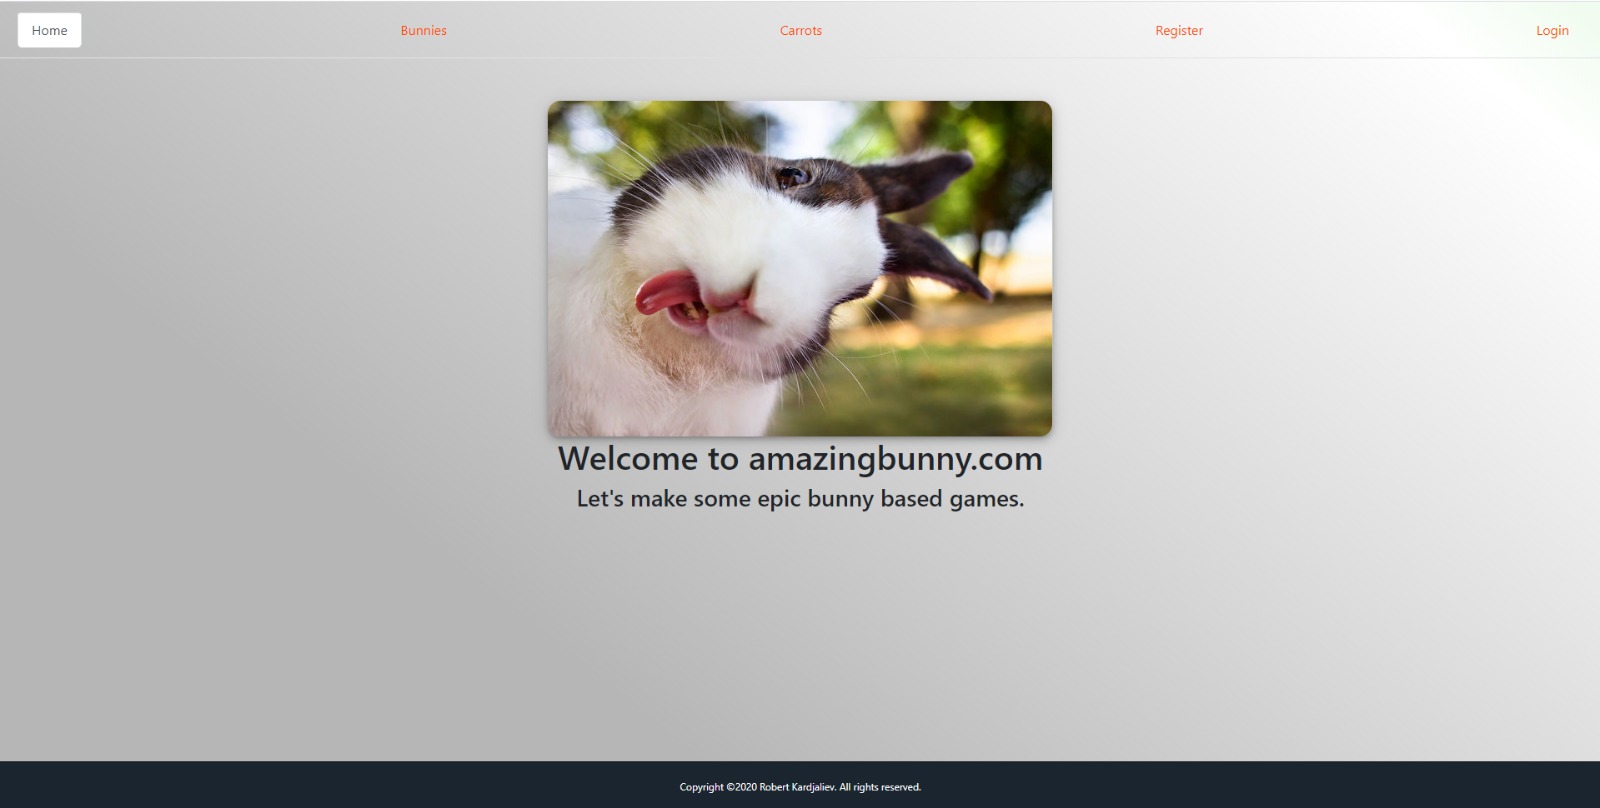 Home Bunnies Carrots Register Login
Welcome to amazingbunny.com
Let's make some epic bunny based games.
Copyright ©2020 Robert Kardjaliev. All rights reserved.